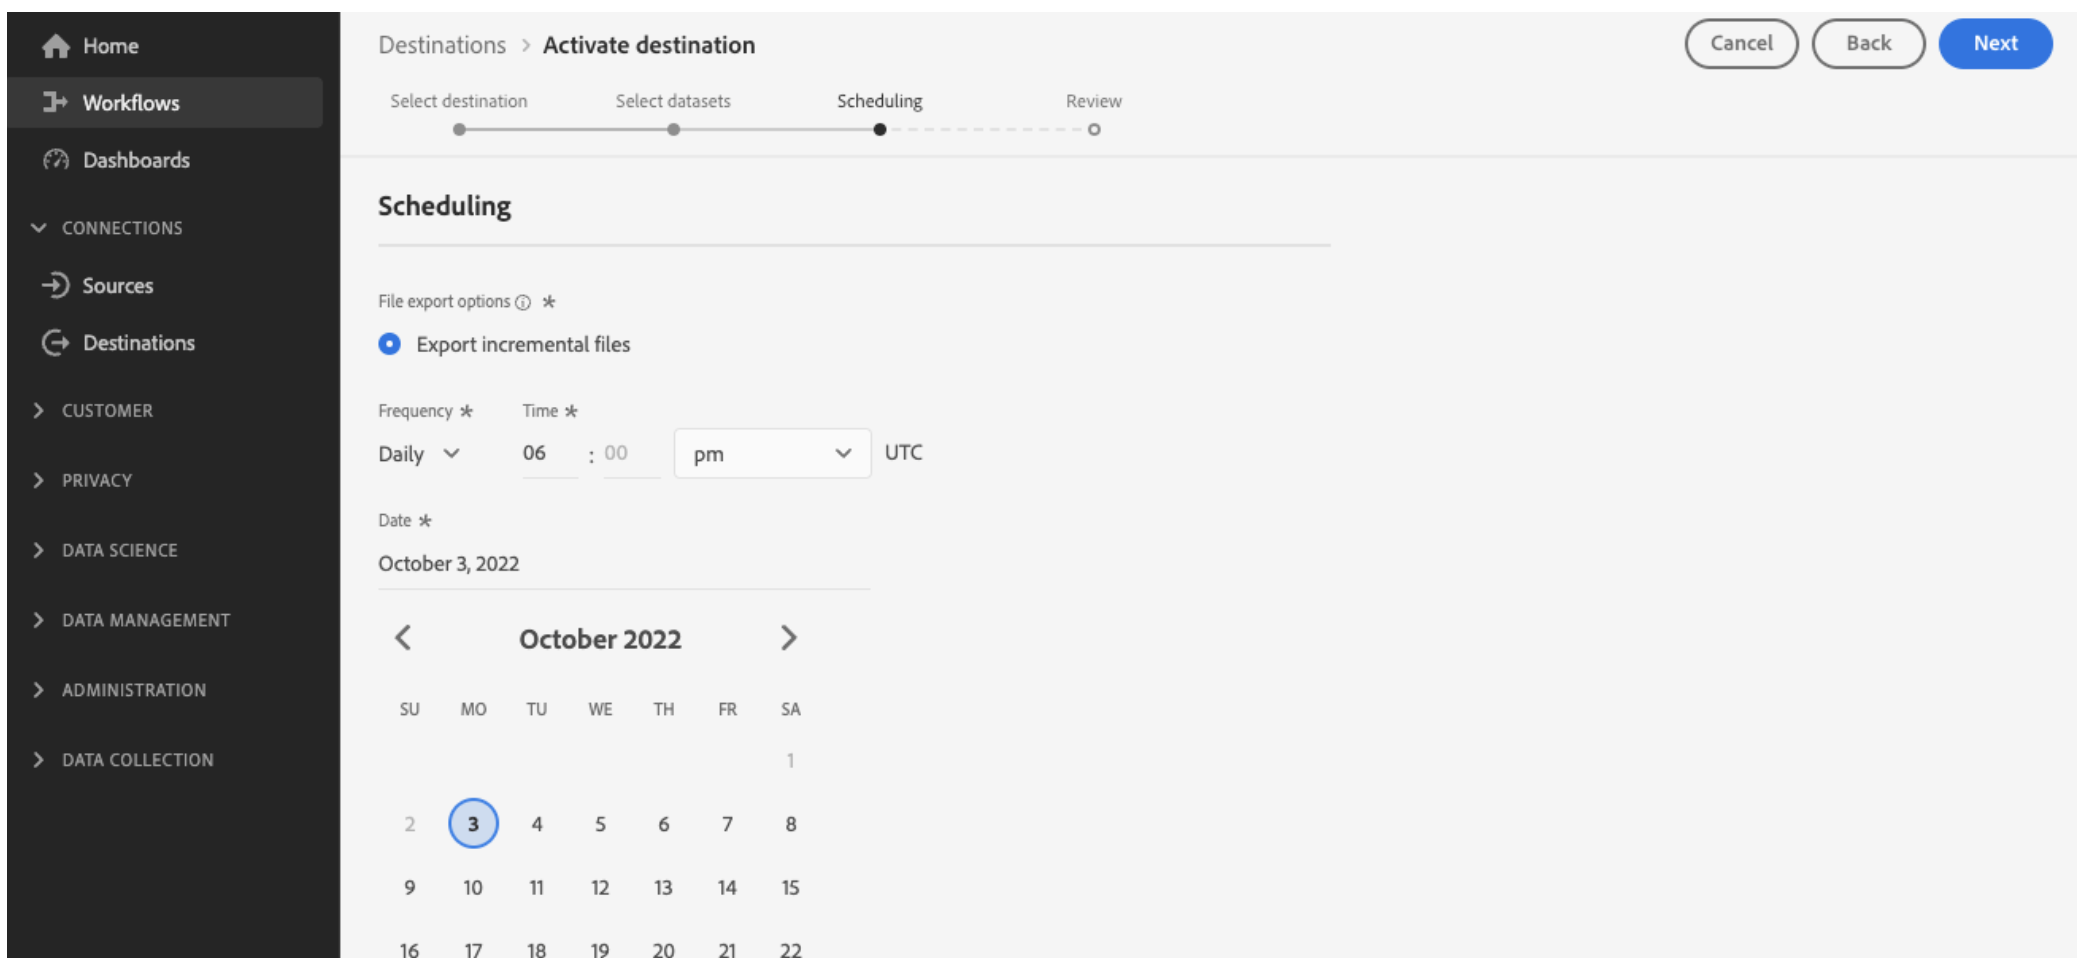 Home
Workflows
Dashboards
CONNECTIONS
Sources
Destinations
CUSTOMER
PRIVACY
DATA SCIENCE
DATA MANAGEMENT
ADMINISTRATION
DATA COLLECTION
Destinations > Activate destination
Cancel Back Next
Select destination Select datasets Scheduling Review
Scheduling
File export options *
Export incremental files
Frequency * Time *
Daily 06 : 00 pm UTC
Date *
October 3, 2022
October 2022
SU MO TU WE TH FR SA
1
2 3 4 5 6 7 8
9 10 11 12 13 14 15
16 17 18 19 20 21 22